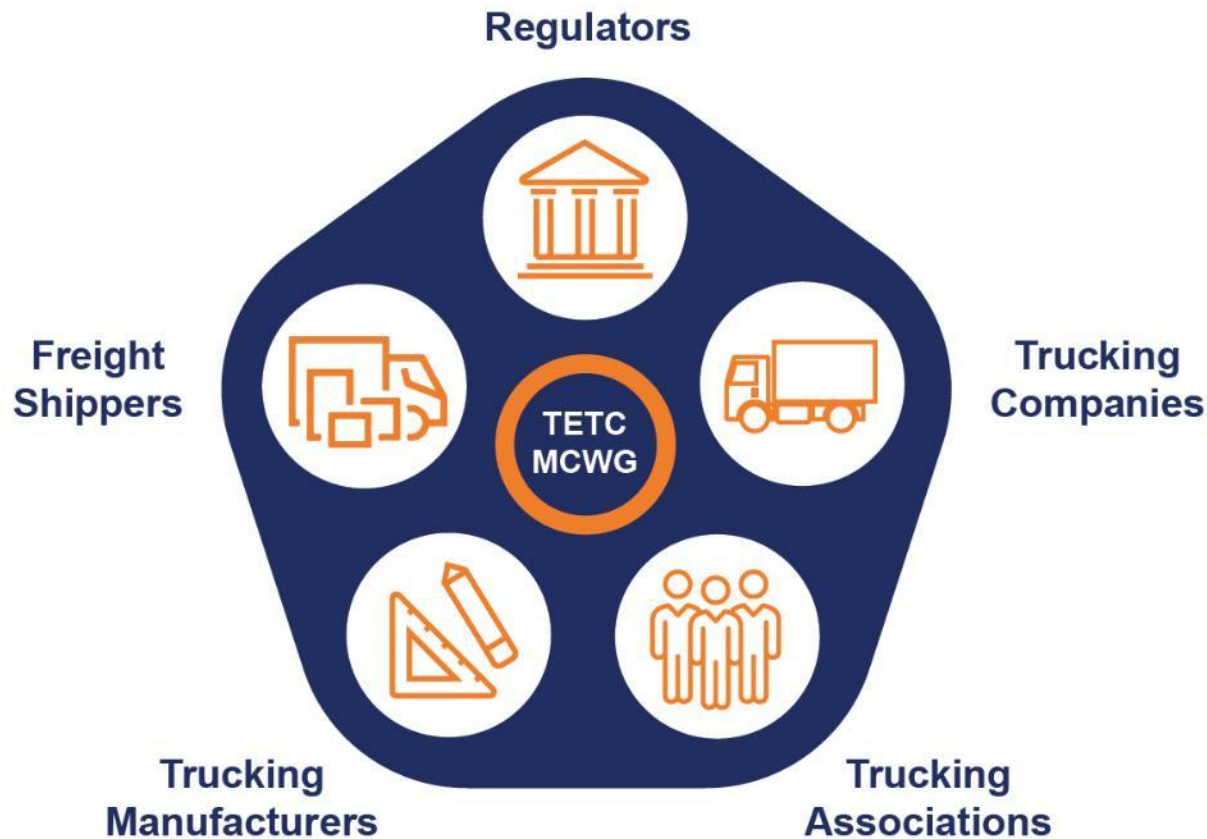 Regulators
Freight
Shippers
Trucking
Companies
TETC
MCWG
Trucking
Manufacturers
Trucking
Associations